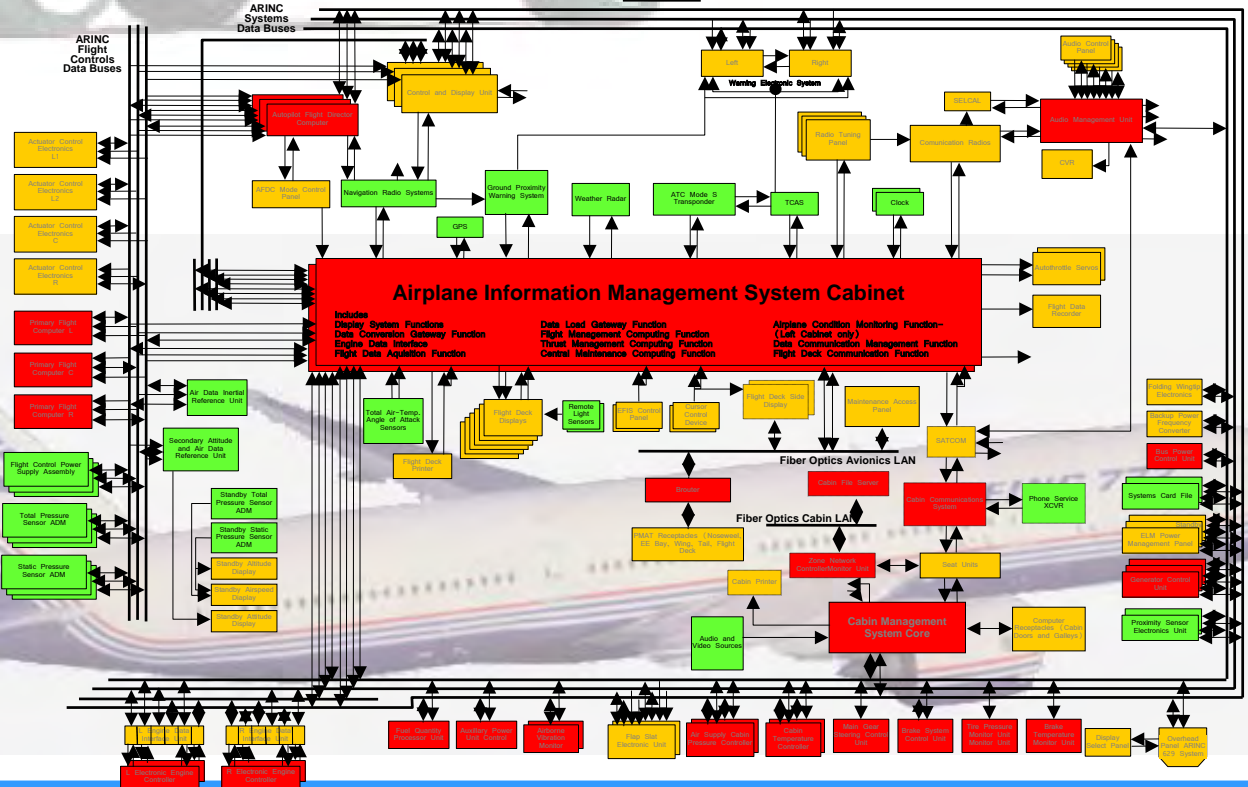 ARINC
Systems
Data Buses
ARINC
Flight
Controls
Data Buses
Control and Display Unit
Left
Right
Warning Electronic System
Audio Control
Panel
Autopilot Flight Director
Computer
Radio Tuning
Panel
SELCAL
Comunication Radios
Audio Management Unit
CVR
Actuator Control
Electronics
L1
Actuator Control
Electronics
L2
Actuator Control
Electronics
C
Actuator Control
Electronics
R
AFDC Mode Control
Panel
Navigation Radio Systems
Ground Proximity
Warning System
GPS
Weather Radar
ATC Mode S
Transponder
TCAS
Clock
Autothrottle Servos
Flight Data
Recorder
Airplane Information Management System Cabinet
Includes
Display System Functions
Data Conversion Gateway Function
Engine Data Interface
Flight Data Aquisition Function
Data Load Gateway Function
Flight Management Computing Function
Thrust Management Computing Function
Central Maintenance Computing Function
Airplane Condition Monitoring Function-
(Left Cabinet only)
Data Communication Management Function
Flight Deck Communication Function
Primary Flight
Computer L
Primary Flight
Computer C
Primary Flight
Computer R
Air Data Inertial
Reference Unit
Secondary Attitude
and Air Data
Reference Unit
Flight Control Power
Supply Assembly
Total Pressure
Sensor ADM
Static Pressure
Sensor ADM
Standby Total
Pressure Sensor
ADM
Standby Static
Pressure Sensor
ADM
Standby Attitude
Display
Standby Airspeed
Display
Standby Attitude
Display
Total Air-Temp.
Angle of Attack
Sensors
Flight Deck
Printer
Flight Deck
Displays
Remote
Light
Sensors
EFIS Control
Panel
Cursor
Control
Device
Flight Deck Side
Display
Maintenance Access
Panel
SATCOM
Fiber Optics Avionics LAN
Brouter
Cabin File Server
Cabin Communications
System
Phone Service
XCVR
Fiber Optics Cabin LAN
PMAT Receptacles (Noseweel,
EE Bay, Wing, Tail, Flight
Deck
Zone Network
Controller/Monitor Unit
Seat Units
Cabin Printer
Audio and
Video Sources
Cabin Management
System Core
Computer
Receptacles (Cabin
Doors and Galleys)
Folding Wingtip
Electronics
Backup Power
Frequency
Converter
Bus Power
Control Unit
Systems Card File
Standby
ELM Power
Management Panel
Generator Control
Unit
Proximity Sensor
Electronics Unit
L Engine Data
Interface Unit
R Engine Data
Interface Unit
L Electronic Engine
Controller
R Electronic Engine
Controller
Fuel Quantity
Processor Unit
Auxiliary Power
Unit Control
Airborne
Vibration
Monitor
Flap Slat
Electronic Unit
Air Supply Cabin
Pressure Controller
Cabin
Temperature
Controller
Main Gear
Steering Control
Unit
Brake System
Control Unit
Tire Pressure
Monitor Unit
Monitor Unit
Brake
Temperature
Monitor Unit
Display
Select Panel
Overhead
Panel ARINC
629 System